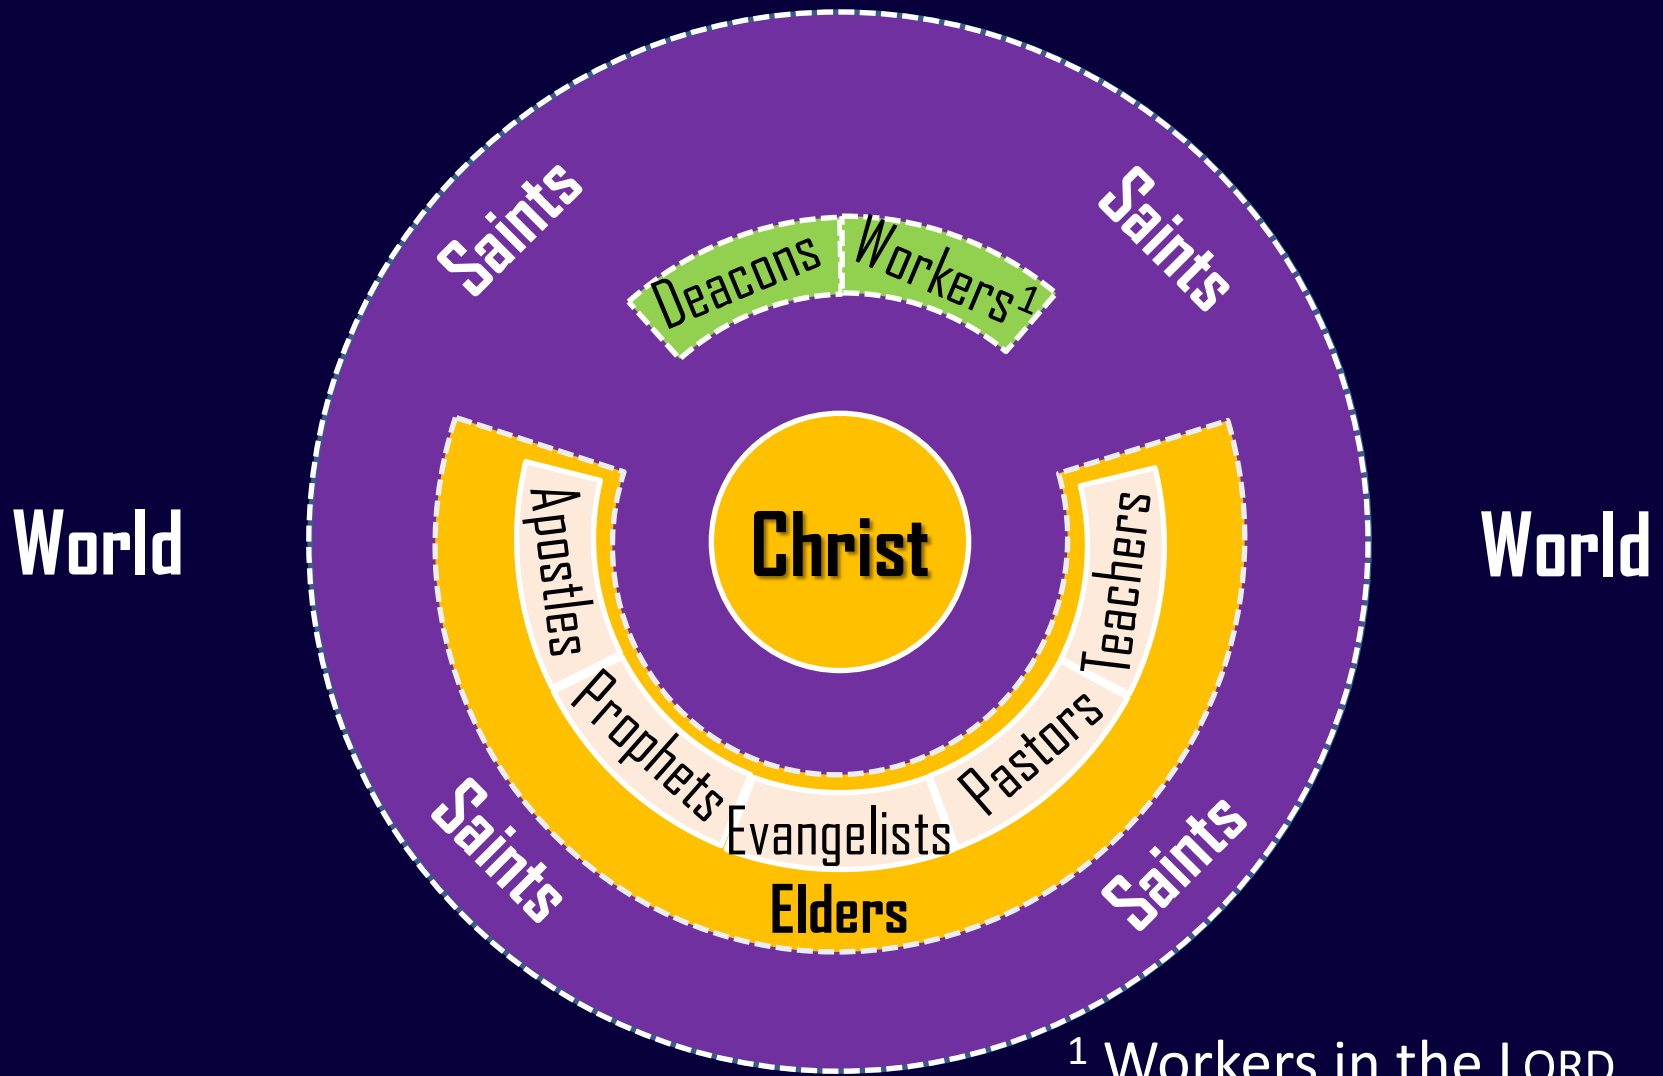 Saints
Saints
Deacons
Workers¹
World
Christ
World
Apostles
Teachers
Prophets
Pastors
Evangelists
Elders
Saints
Saints
¹ Workers in the LORD